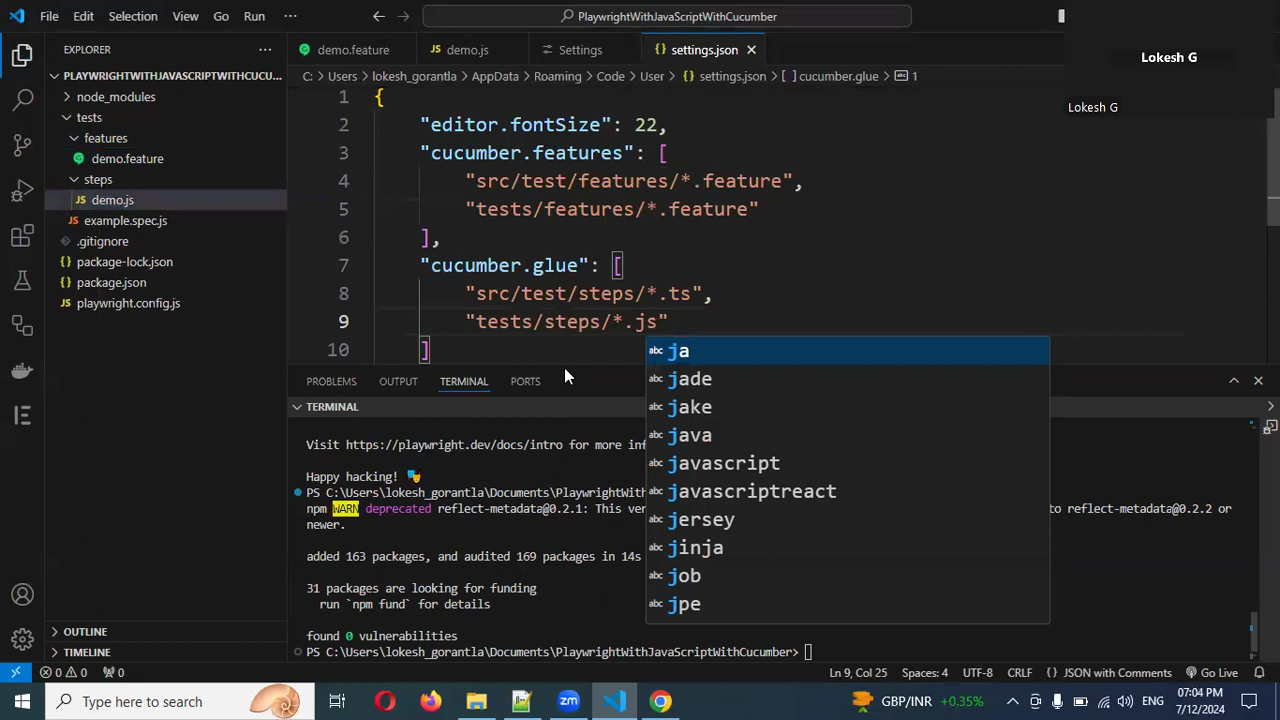 File Edit Selection View Go Run ··· PlaywrightWithJavaScriptWithCucumber
EXPLORER
demo.feature
demo.js
Settings
settings.json
Lokesh G
Lokesh G
PLAYWRIGHTWITHJAVASCRIPTWITHCUCU...
node_modules
tests
features
demo.feature
steps
demo.js
example.spec.js
.gitignore
package-lock.json
package.json
playwright.config.js
OUTLINE
TIMELINE
C: > Users > lokesh_gorantla > AppData > Roaming > Code > User > {} settings.json > [ ] cucumber.glue > abc 1
1 {
2 "editor.fontSize": 22,
3 "cucumber.features": [
4 "src/test/features/*.feature",
5 "tests/features/*.feature"
6 ],
7 "cucumber.glue": [
8 "src/test/steps/*.ts",
9 "tests/steps/*.js"
10 ]
abc ja
jade
jake
java
javascript
javascriptreact
jersey
jinja
job
jpe
PROBLEMS OUTPUT TERMINAL PORTS
TERMINAL
Visit https://playwright.dev/docs/intro for more inf
Happy hacking! 🎭
PS C:\Users\lokesh_gorantla\Documents\PlaywrightWith
npm WARN deprecated reflect-metadata@0.2.1: This ver
o to reflect-metadata@0.2.2 or
newer.
added 163 packages, and audited 169 packages in 14s
31 packages are looking for funding
run `npm fund` for details
found 0 vulnerabilities
PS C:\Users\lokesh_gorantla\Documents\PlaywrightWithJavaScriptWithCucumber>
0 0 0 Ln 9, Col 25 Spaces: 4 UTF-8 CRLF {} JSON with Comments Go Live
Type here to search
GBP/INR +0.35%
ENG
07:04 PM
7/12/2024